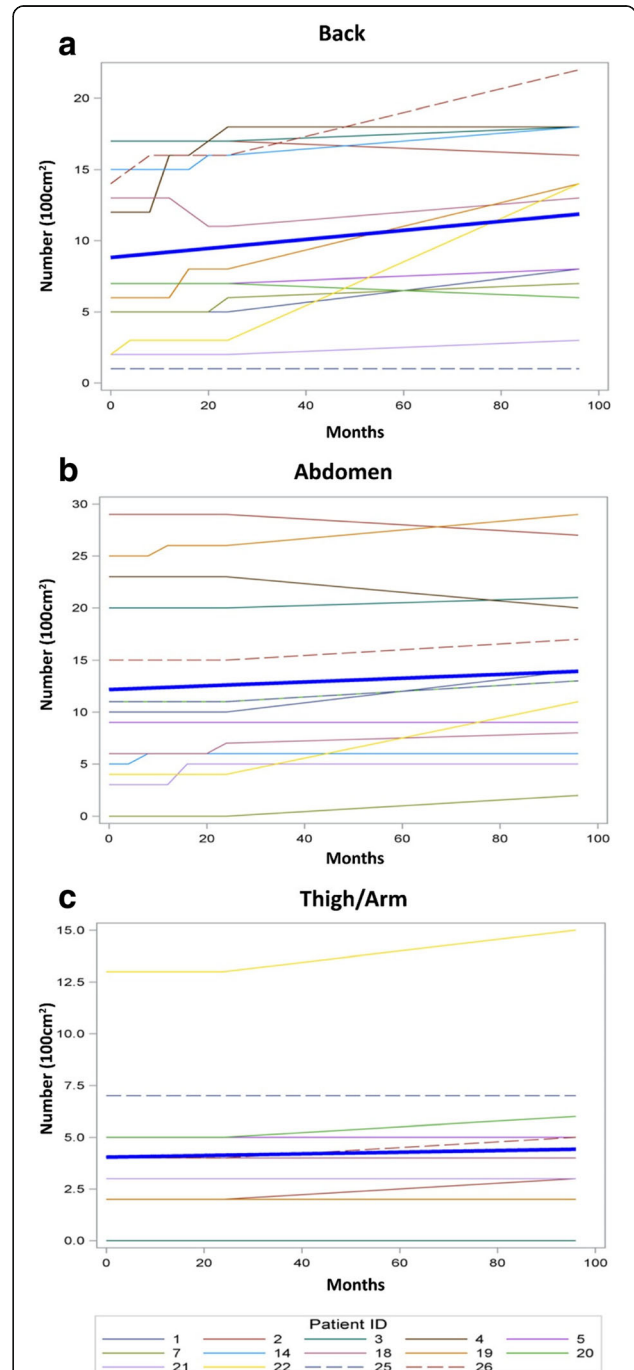 a
Back
Number (100cm²)
20
15
10
5
0
0 20 40 60 80 100
Months
b
Abdomen
Number (100cm²)
30
25
20
15
10
5
0
0 20 40 60 80 100
Months
c
Thigh/Arm
Number (100cm²)
15.0
12.5
10.0
7.5
5.0
2.5
0.0
0 20 40 60 80 100
Months
Patient ID
1 2 3 4 5
7 14 18 19 20
21 22 25 26